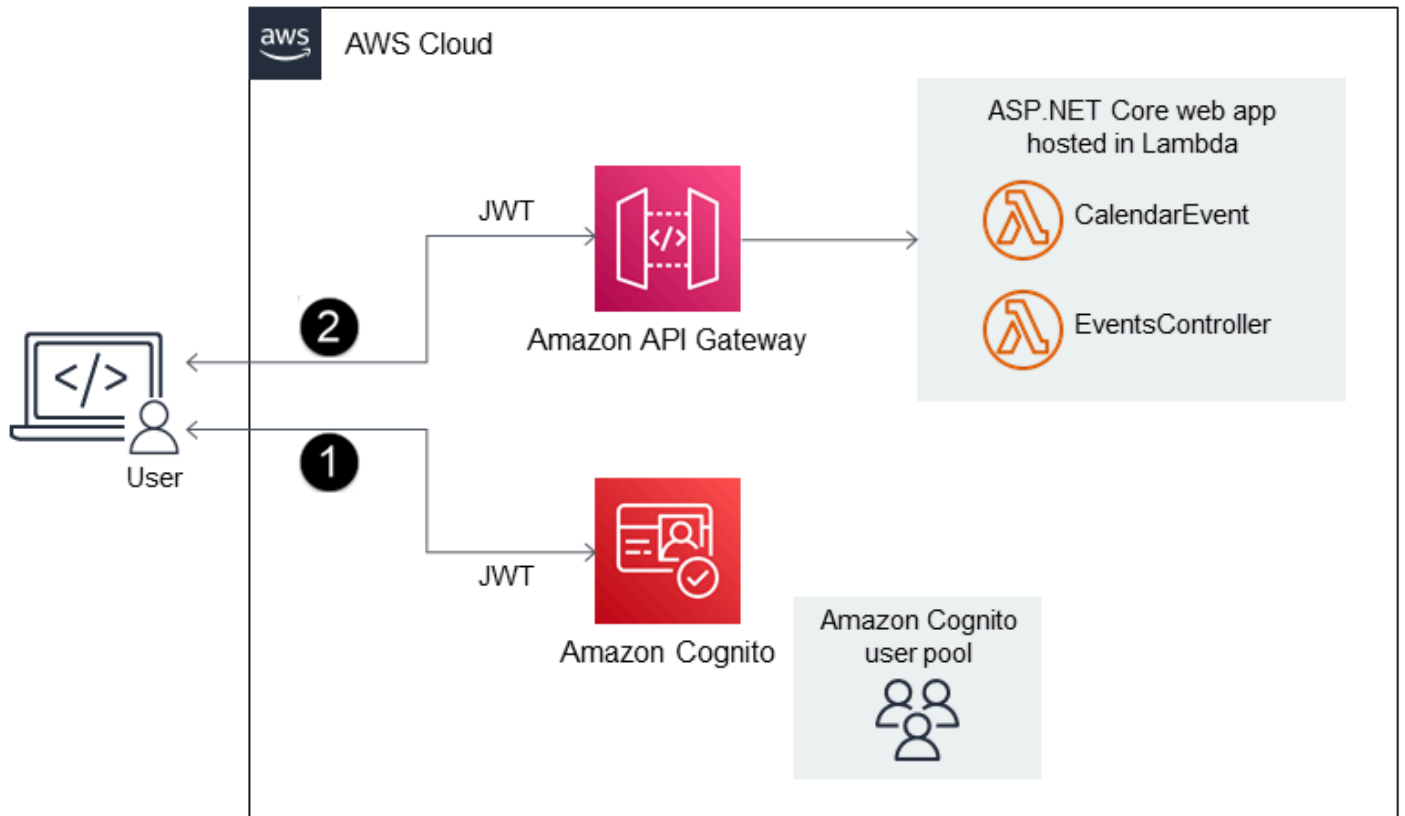 aws
AWS Cloud
ASP.NET Core web app
hosted in Lambda
JWT
</>
CalendarEvent
2
Amazon API Gateway
EventsController
</>
1
User
JWT
Amazon Cognito
Amazon Cognito
user pool